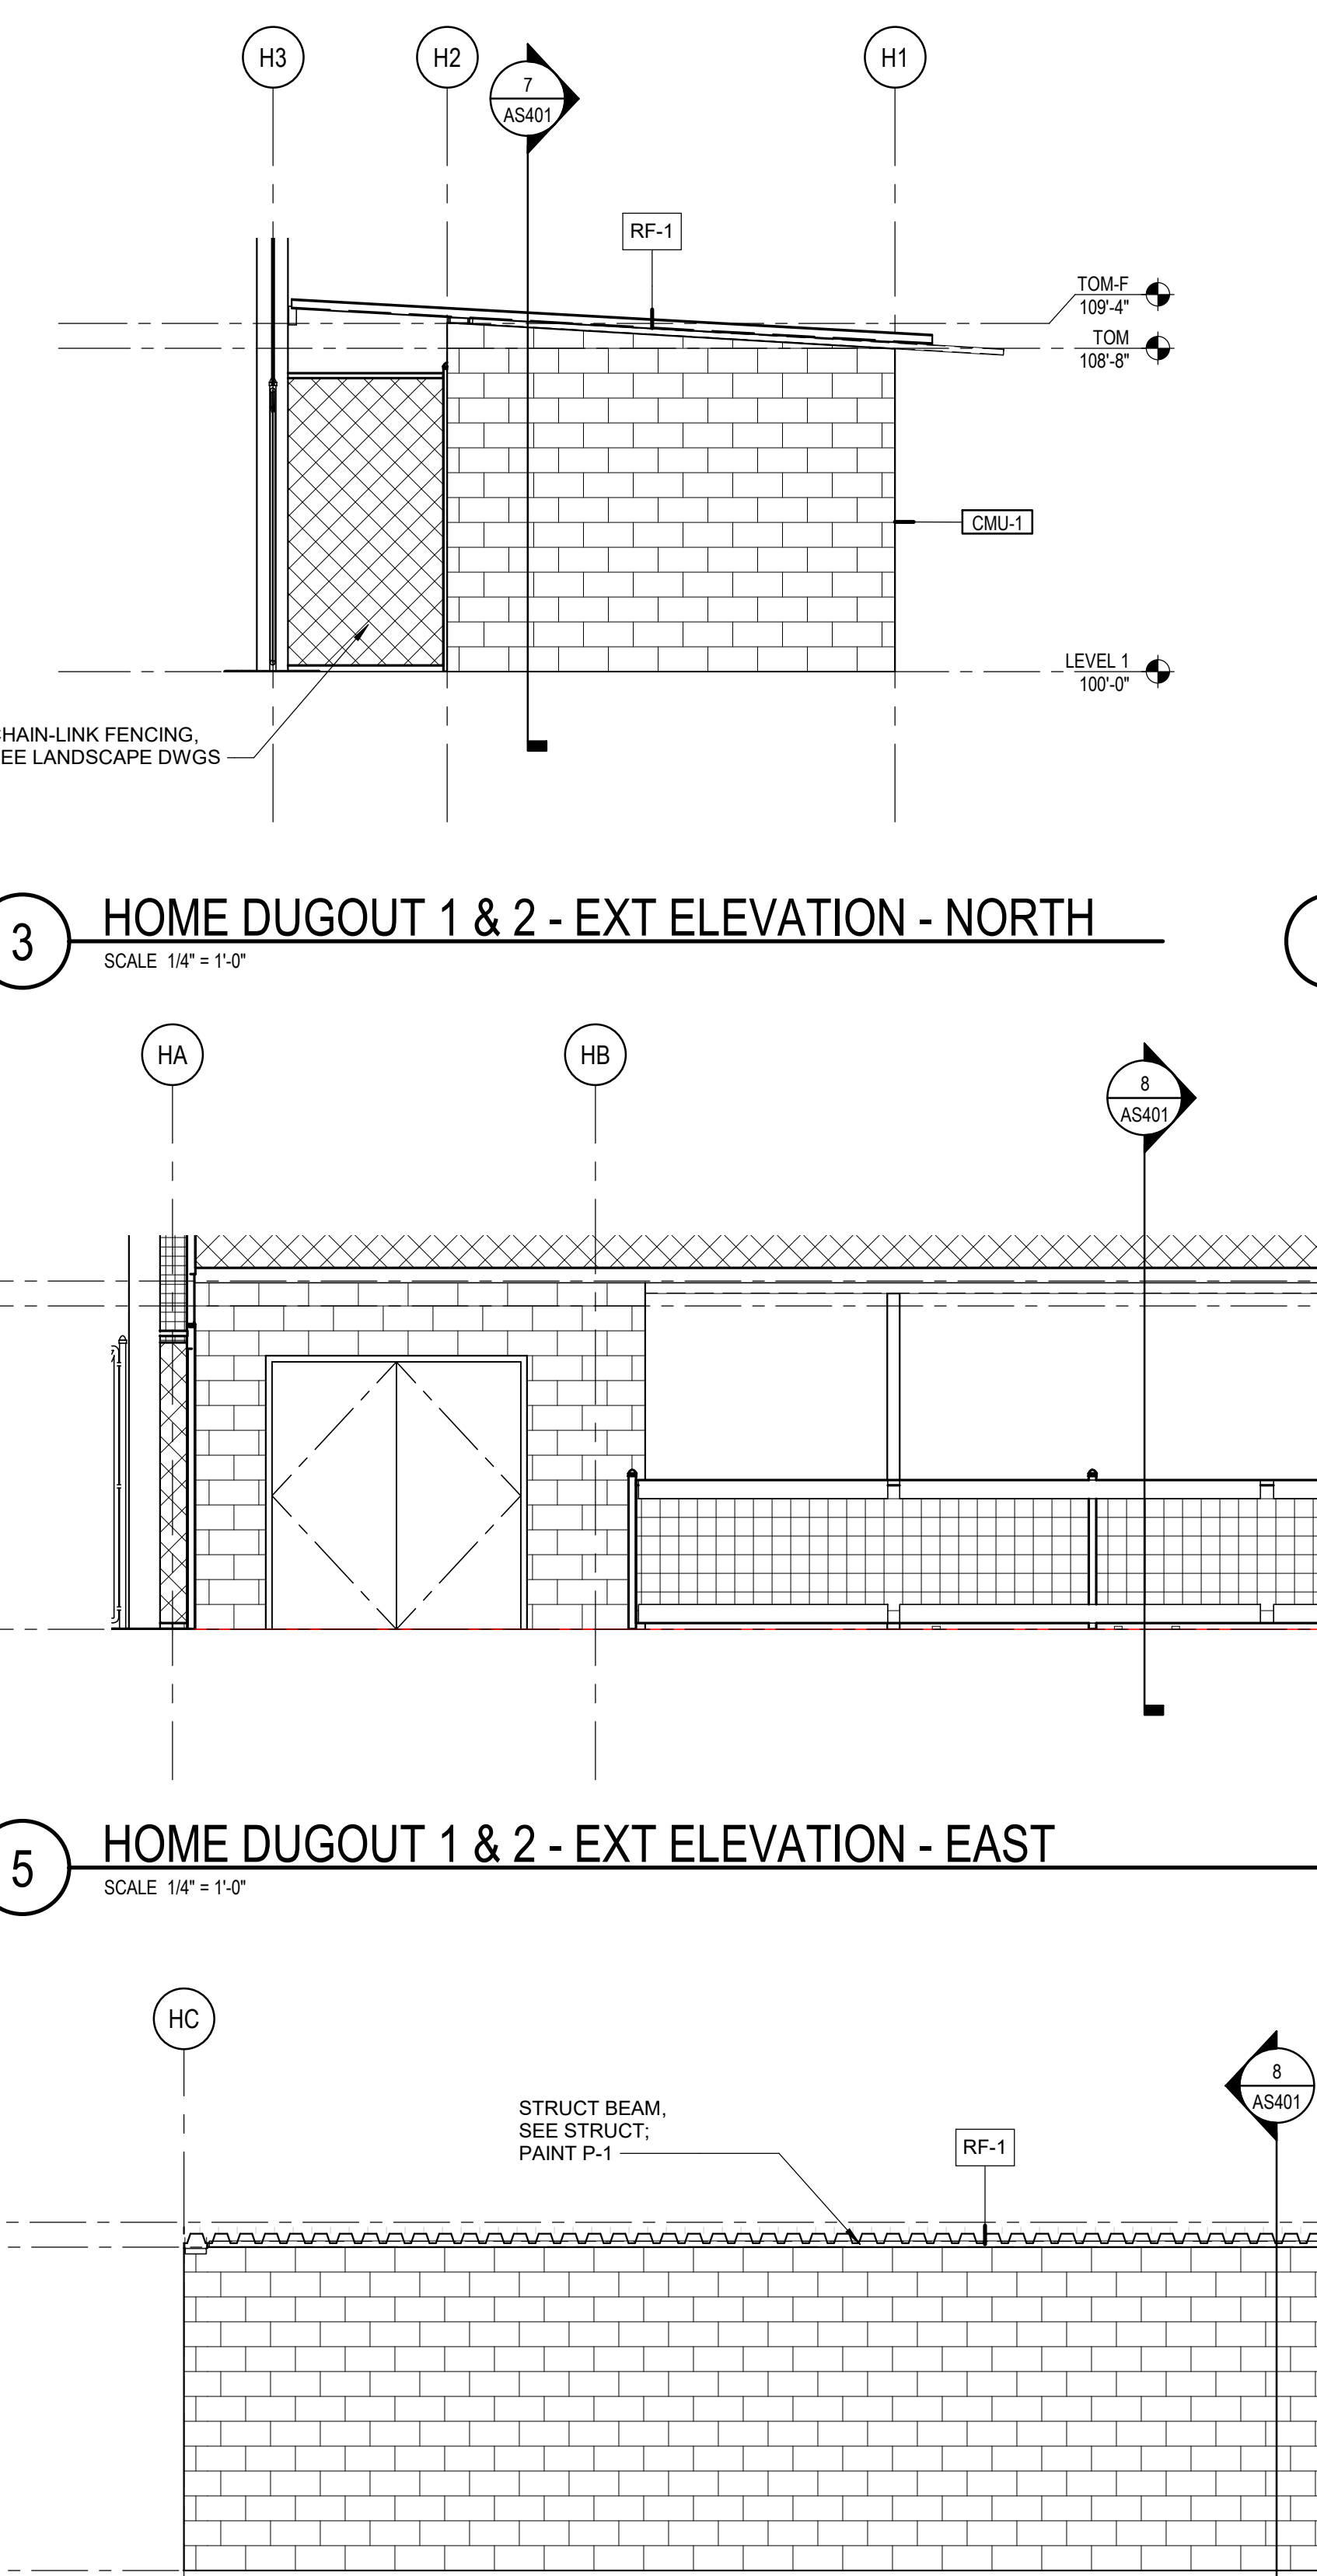 H3
H2
H1
7
AS401
RF-1
TOM-F
109'-4"
TOM
108'-8"
CMU-1
LEVEL 1
100'-0"
CHAIN-LINK FENCING,
SEE LANDSCAPE DWGS
3
HOME DUGOUT 1 & 2 - EXT ELEVATION - NORTH
SCALE 1/4" = 1'-0"
HA
HB
8
AS401
5
HOME DUGOUT 1 & 2 - EXT ELEVATION - EAST
SCALE 1/4" = 1'-0"
HC
8
AS401
STRUCT BEAM,
SEE STRUCT;
PAINT P-1
RF-1